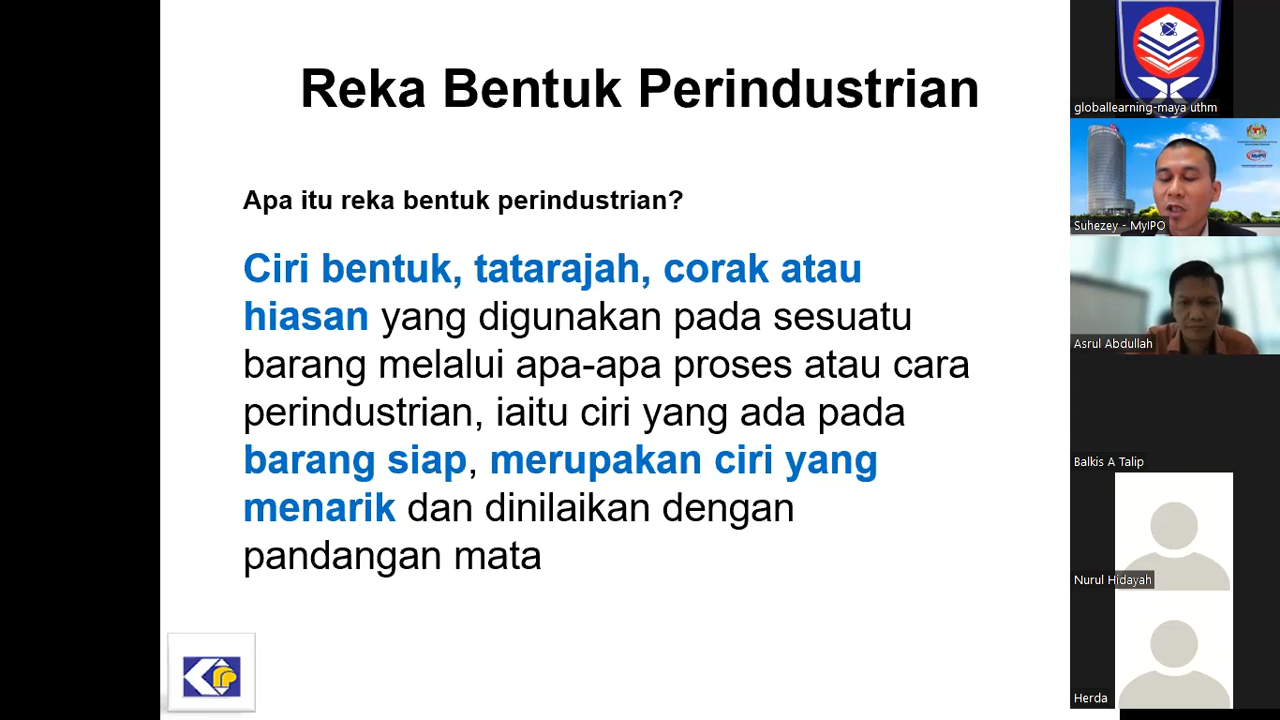 Reka Bentuk Perindustrian
Apa itu reka bentuk perindustrian?
Ciri bentuk, tatarajah, corak atau
hiasan yang digunakan pada sesuatu
barang melalui apa-apa proses atau cara
perindustrian, iaitu ciri yang ada pada
barang siap, merupakan ciri yang
menarik dan dinilaikan dengan
pandangan mata
globallearning-maya uthm
MyIPO
Suhezey - MyIPO
Asrul Abdullah
Balkis A Talip
Nurul Hidayah
Herda